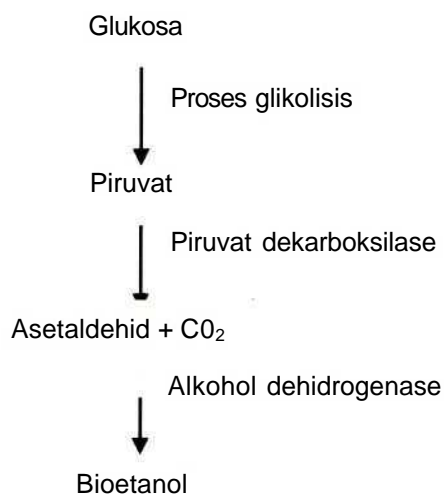 Glukosa
Proses glikolisis
Piruvat
Piruvat dekarboksilase
Asetaldehid + C0₂
Alkohol dehidrogenase
Bioetanol